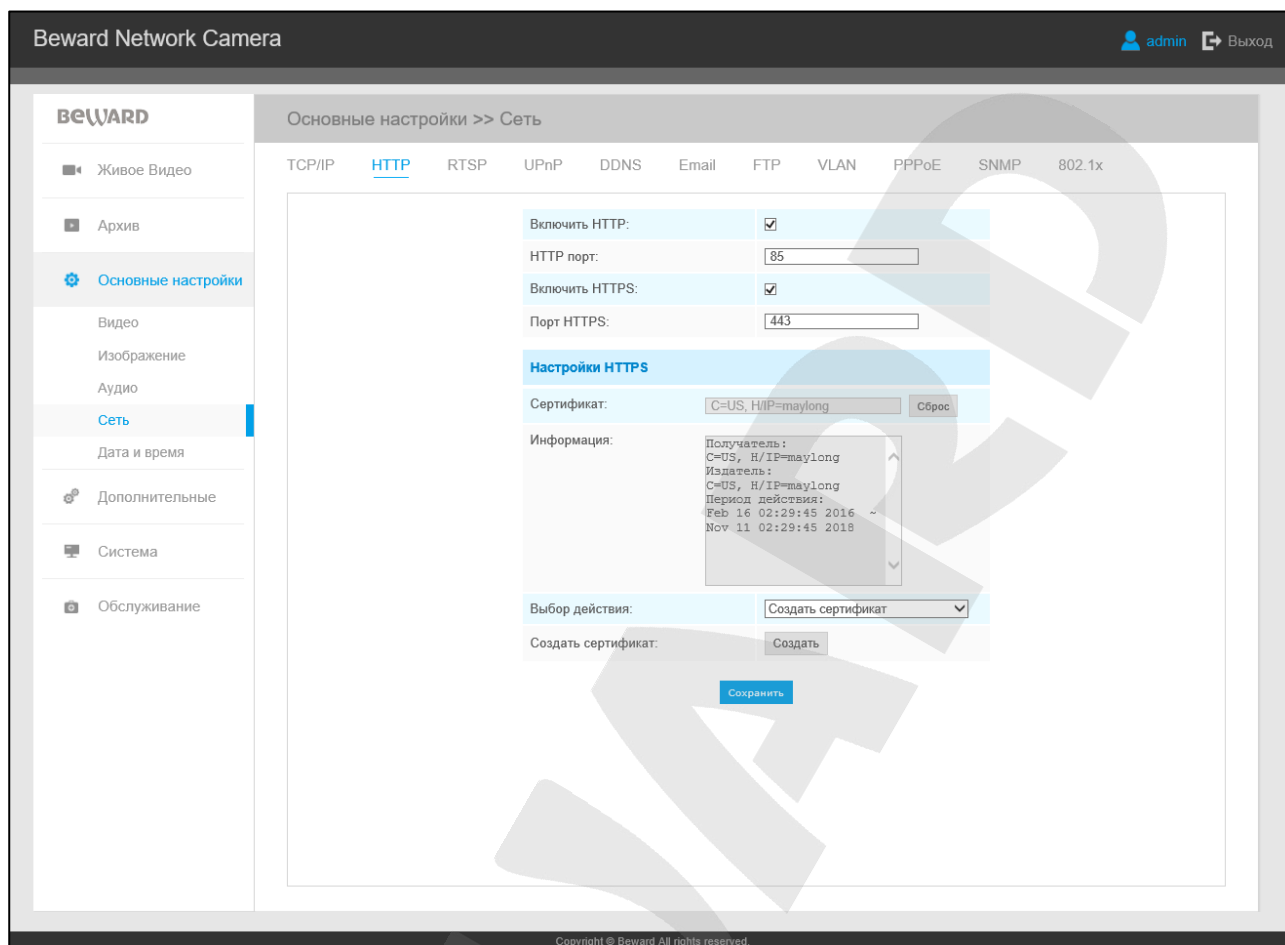 Beward Network Camera
admin Выход
BEWARD
Основные настройки >> Сеть
Живое Видео
Архив
Основные настройки
Видео
Изображение
Аудио
Сеть
Дата и время
Дополнительные
Система
Обслуживание
TCP/IP HTTP RTSP UPnP DDNS Email FTP VLAN PPPoE SNMP 802.1x
Включить HTTP:
HTTP порт: 85
Включить HTTPS:
Порт HTTPS: 443
Настройки HTTPS
Сертификат: C=US, H/IP=maylong Сброс
Информация:
Получатель:
C=US, H/IP=maylong
Издатель:
C=US, H/IP=maylong
Период действия:
Feb 16 02:29:45 2016 ~
Nov 11 02:29:45 2018
Выбор действия: Создать сертификат
Создать сертификат: Создать
Сохранить
Copyright © Beward All rights reserved.